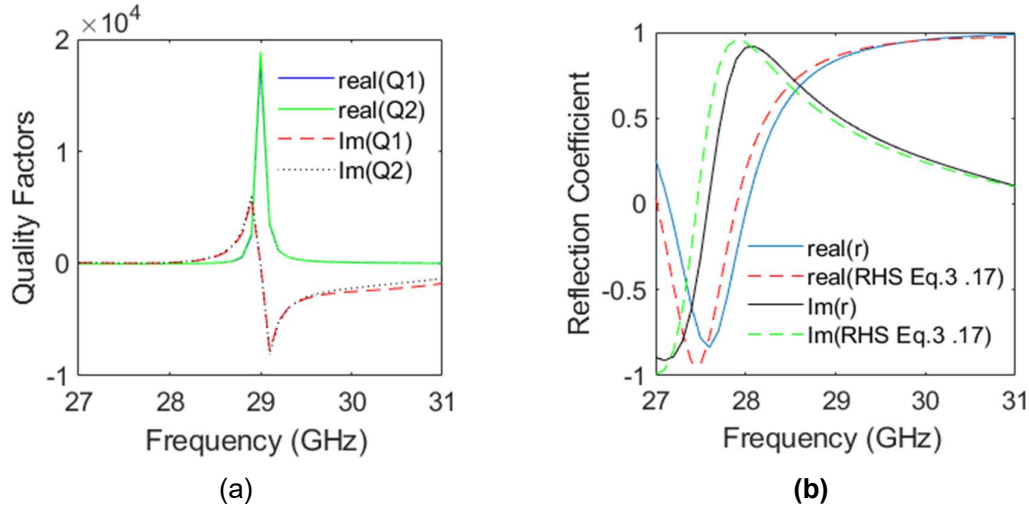 ×10⁴
2
1
0
-1
Quality Factors
real(Q1)
real(Q2)
Im(Q1)
Im(Q2)
27 28 29 30 31
Frequency (GHz)
(a)
1
0.5
0
-0.5
-1
Reflection Coefficient
real(r)
real(RHS Eq.3 .17)
Im(r)
Im(RHS Eq.3 .17)
27 28 29 30 31
Frequency (GHz)
(b)